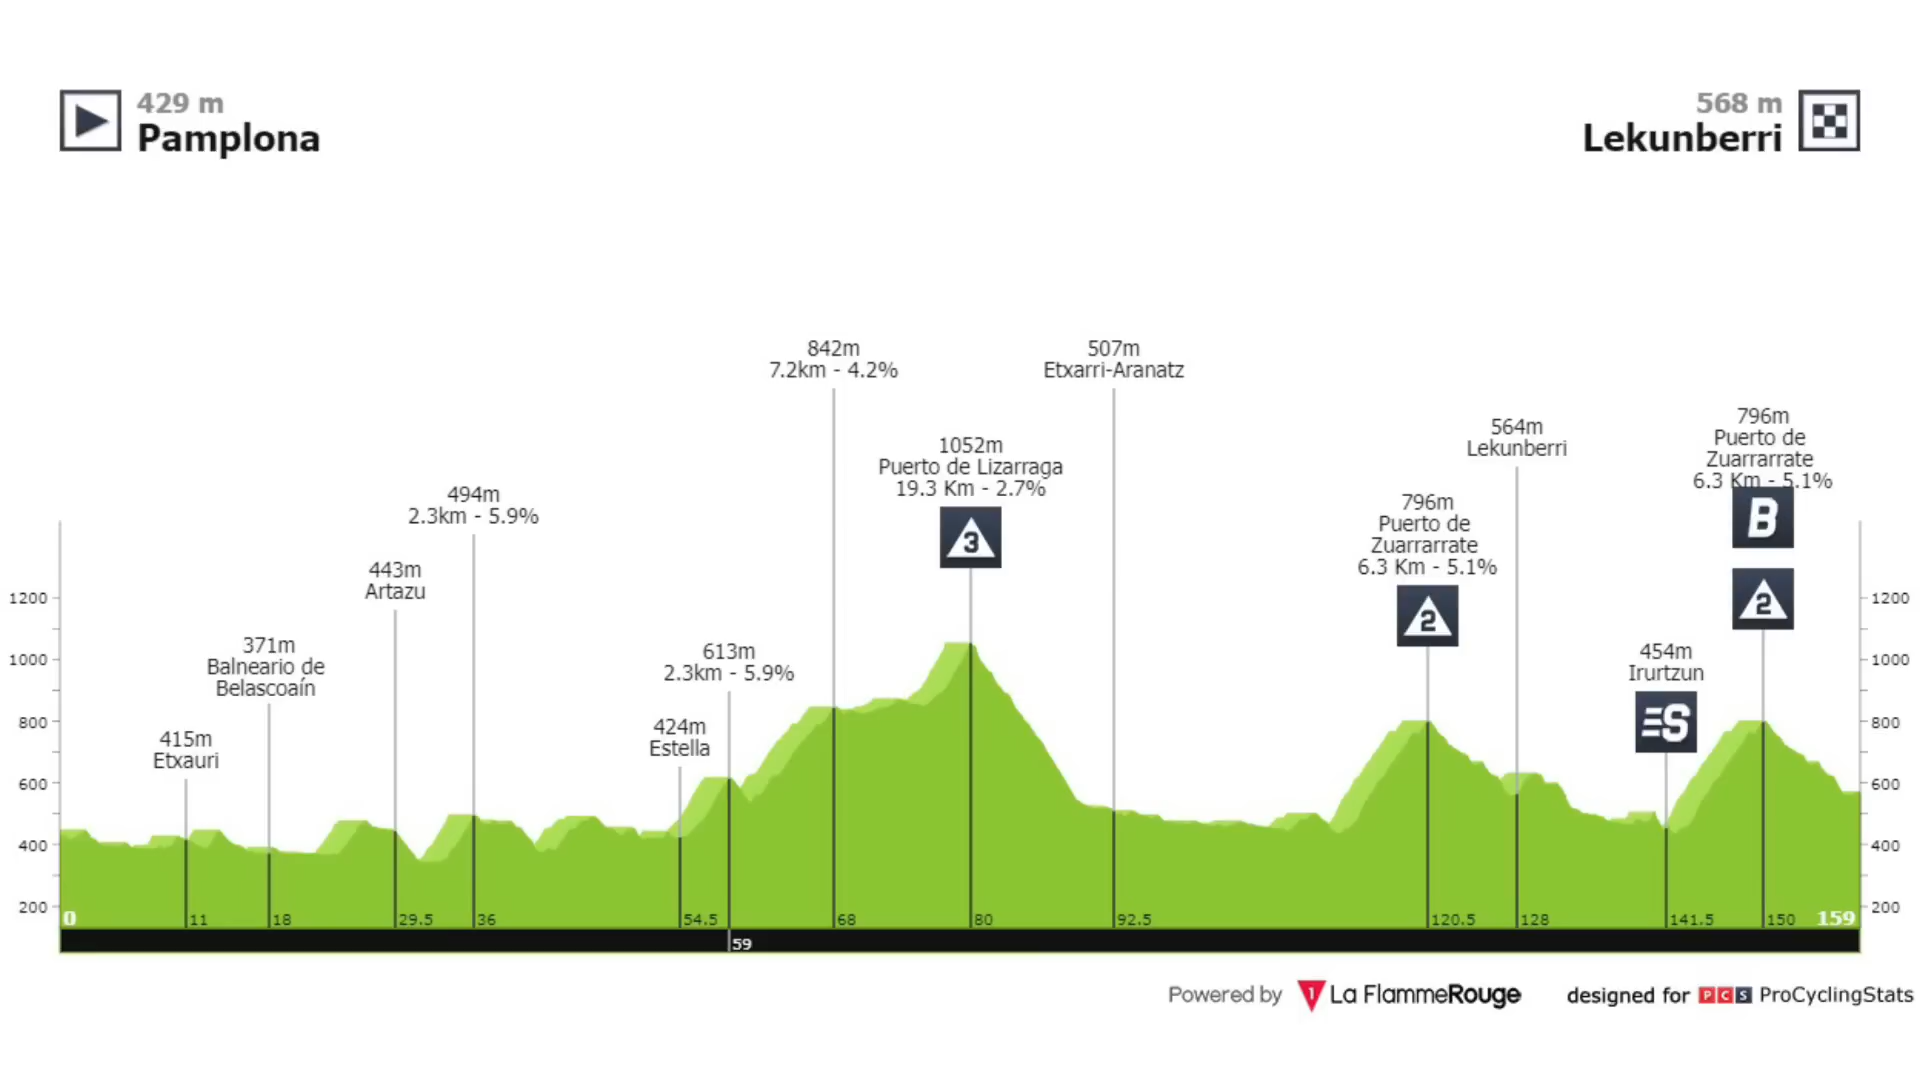 429 m
Pamplona
568 m
Lekunberri
842m
7.2km - 4.2%
507m
Etxarri-Aranatz
796m
Puerto de
Zuarrarrate
6.3 Km - 5.1%
B
2
564m
Lekunberri
1052m
Puerto de Lizarraga
19.3 Km - 2.7%
3
494m
2.3km - 5.9%
796m
Puerto de
Zuarrarrate
6.3 Km - 5.1%
2
443m
Artazu
371m
Balneario de
Belascoaín
613m
2.3km - 5.9%
454m
Irurtzun
S
424m
Estella
415m
Etxauri
1200
1000
800
600
400
200
1200
1000
800
600
400
200
0 11 18 29.5 36 54.5 68 80 92.5 120.5 128 141.5 150 159
59
Powered by 1 La FlammeRouge designed for PCS ProCyclingStats